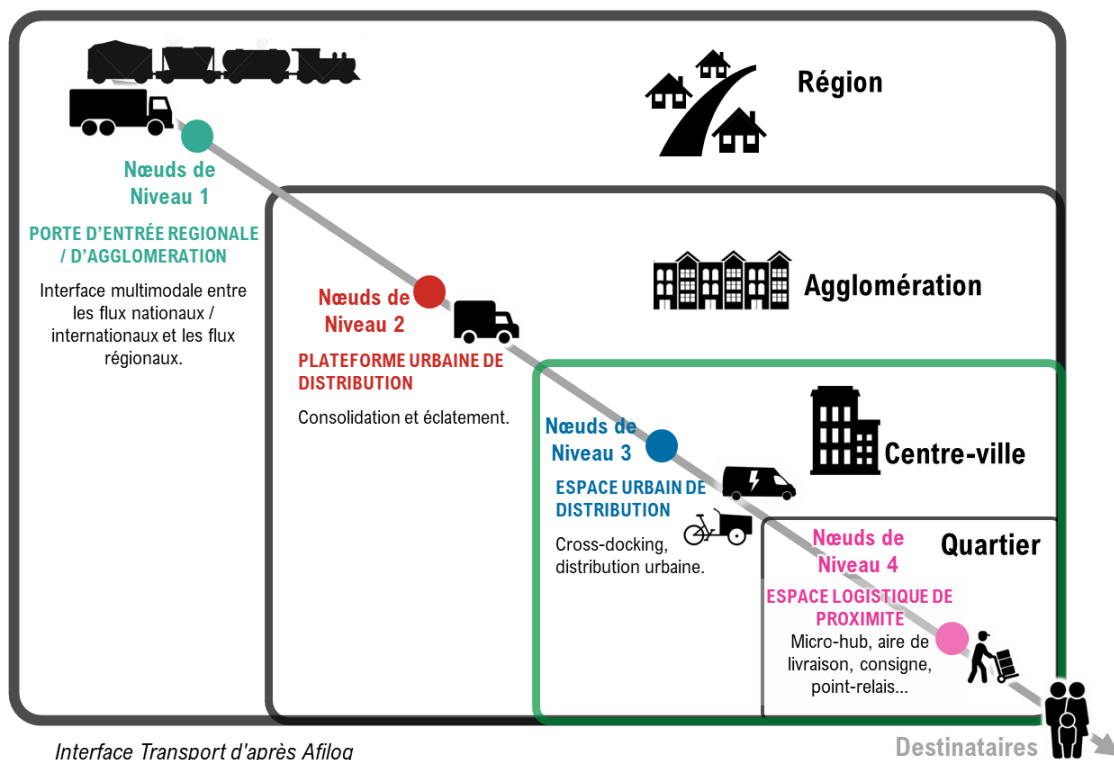 Région
Nœuds de
Niveau 1
PORTE D'ENTRÉE REGIONALE
/ D'AGGLOMERATION
Interface multimodale entre
les flux nationaux /
internationaux et les flux
régionaux.
Agglomération
Nœuds de
Niveau 2
PLATEFORME URBAINE DE
DISTRIBUTION
Consolidation et éclatement.
Centre-ville
Nœuds de
Niveau 3
ESPACE URBAIN DE
DISTRIBUTION
Cross-docking,
distribution urbaine.
Quartier
Nœuds de
Niveau 4
ESPACE LOGISTIQUE DE
PROXIMITE
Micro-hub, aire de
livraison, consigne,
point-relais...
Destinataires
Interface Transport d'après Afilog